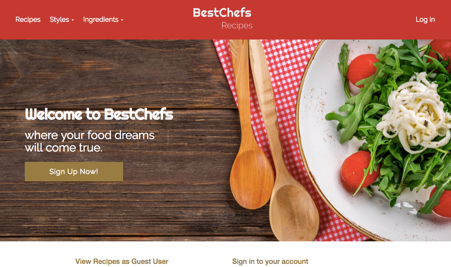 BestChefs
Recipes
Recipes Styles Ingredients Log in
Welcome to BestChefs
where your food dreams
will come true.
Sign Up Now!
View Recipes as Guest User Sign in to your account